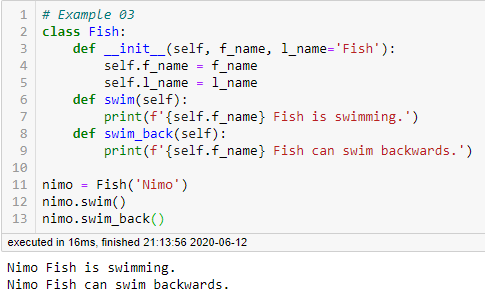 1 # Example 03
2 class Fish:
3     def __init__(self, f_name, l_name='Fish'):
4         self.f_name = f_name
5         self.l_name = l_name
6     def swim(self):
7         print(f'{self.f_name} Fish is swimming.')
8     def swim_back(self):
9         print(f'{self.f_name} Fish can swim backwards.')
10
11 nimo = Fish('Nimo')
12 nimo.swim()
13 nimo.swim_back()
executed in 16ms, finished 21:13:56 2020-06-12
Nimo Fish is swimming.
Nimo Fish can swim backwards.